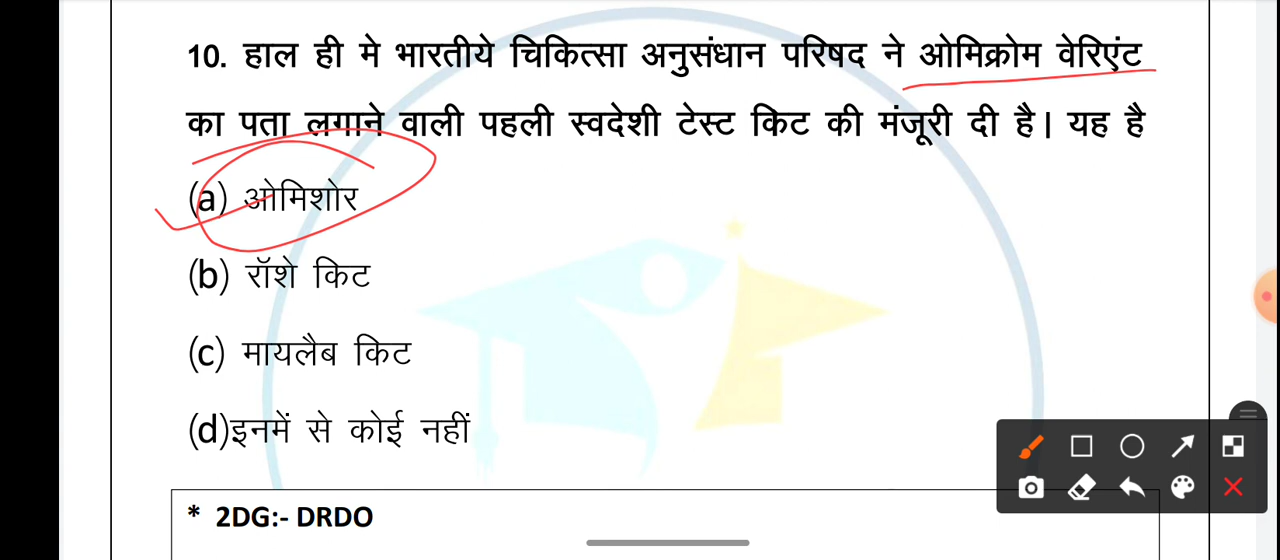 10. हाल ही मे भारतीये चिकित्सा अनुसंधान परिषद ने ओमिक्रोम वेरिएंट
का पता लगाने वाली पहली स्वदेशी टेस्ट किट की मंजूरी दी है। यह है
(a) ओमिशोर
(b) रॉशे किट
(c) मायलैब किट
(d)इनमें से कोई नहीं
* 2DG:- DRDO